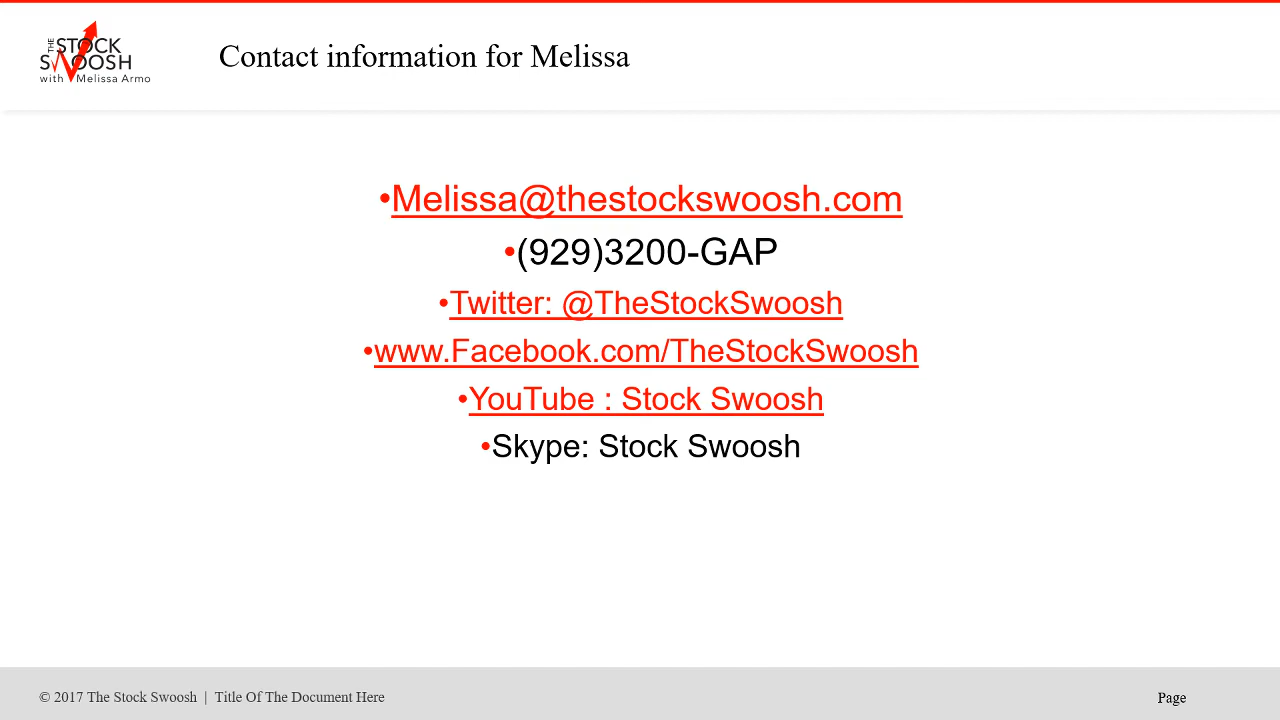 THE STOCK
SWOOSH
with Melissa Armo
Contact information for Melissa
•Melissa@thestockswoosh.com
•(929)3200-GAP
•Twitter: @TheStockSwoosh
•www.Facebook.com/TheStockSwoosh
•YouTube : Stock Swoosh
•Skype: Stock Swoosh
© 2017 The Stock Swoosh | Title Of The Document Here
Page